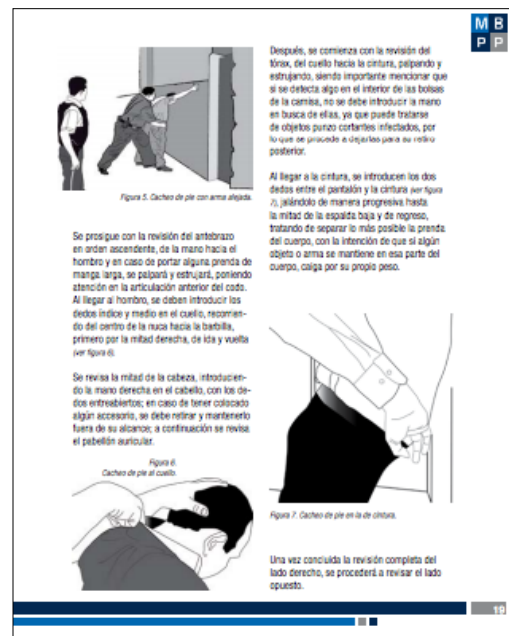 M B
P P
Figura 5. Cacheo de pie con arma alejada.
Se prosigue con la revisión del antebrazo
en orden ascendente, de la mano hacia el
hombro y en caso de portar alguna prenda de
manga larga, se palpará y estrujará, poniendo
atención en la articulación anterior del codo.
Al llegar al hombro, se deben introducir los
dedos índice y medio en el cuello, recorrien-
do del centro de la nuca hacia la barbilla,
primero por la mitad derecha, de ida y vuelta
(ver figura 6).
Se revisa la mitad de la cabeza, introducien-
do la mano derecha en el cabello, con los de-
dos entreabiertos; en caso de tener colocado
algún accesorio, se debe retirar y mantenerlo
fuera de su alcance; a continuación se revisa
el pabellón auricular.
Figura 6.
Cacheo de pie al cuello.
Después, se comienza con la revisión del
tórax, del cuello hacia la cintura, palpando y
estrujando, siendo importante mencionar que
si se detecta algo en el interior de las bolsas
de la camisa, no se debe introducir la mano
en busca de ellas, ya que puede tratarse
de objetos punzo cortantes infectados, por
lo que se procede a dejarlas para su retiro
posterior.
Al llegar a la cintura, se introducen los dos
dedos entre el pantalón y la cintura (ver figura
7), jalándolo de manera progresiva hasta
la mitad de la espalda baja y de regreso,
tratando de separar lo más posible la prenda
del cuerpo, con la intención de que si algún
objeto o arma se mantiene en esa parte del
cuerpo, caiga por su propio peso.
Figura 7. Cacheo de pie en la de cintura.
Una vez concluida la revisión completa del
lado derecho, se procederá a revisar el lado
opuesto.
19